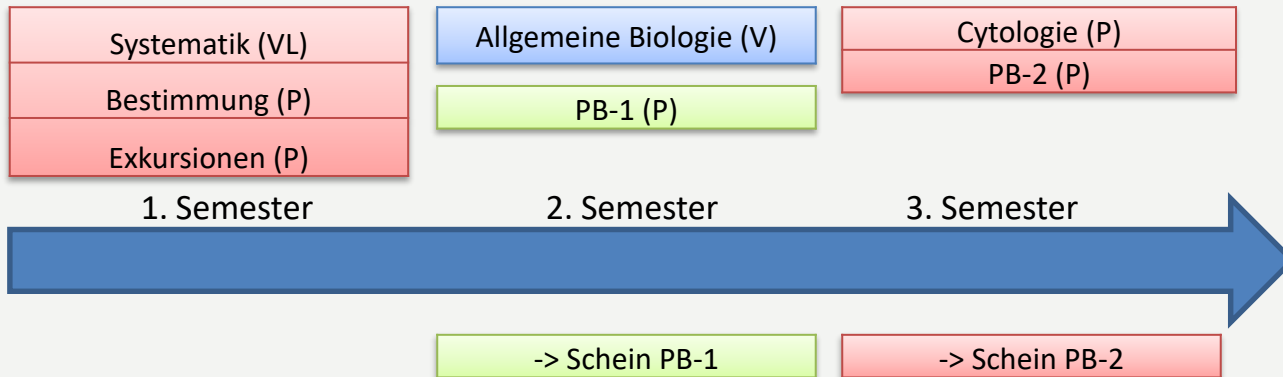 Systematik (VL)
Bestimmung (P)
Exkursionen (P)
Allgemeine Biologie (V)
PB-1 (P)
Cytologie (P)
PB-2 (P)
1. Semester
2. Semester
3. Semester
-> Schein PB-1
-> Schein PB-2